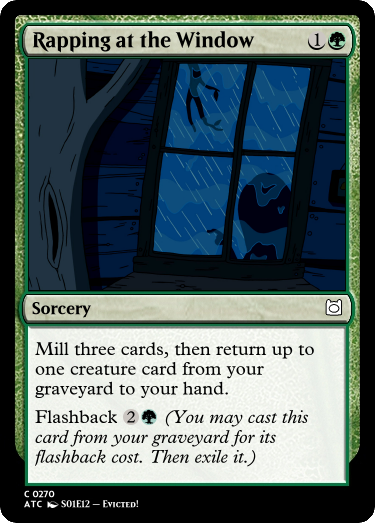 Rapping at the Window 1
Sorcery
Mill three cards, then return up to
one creature card from your
graveyard to your hand.
Flashback 2 (You may cast this
card from your graveyard for its
flashback cost. Then exile it.)
C 0270
ATC S01E12 – Evicted!